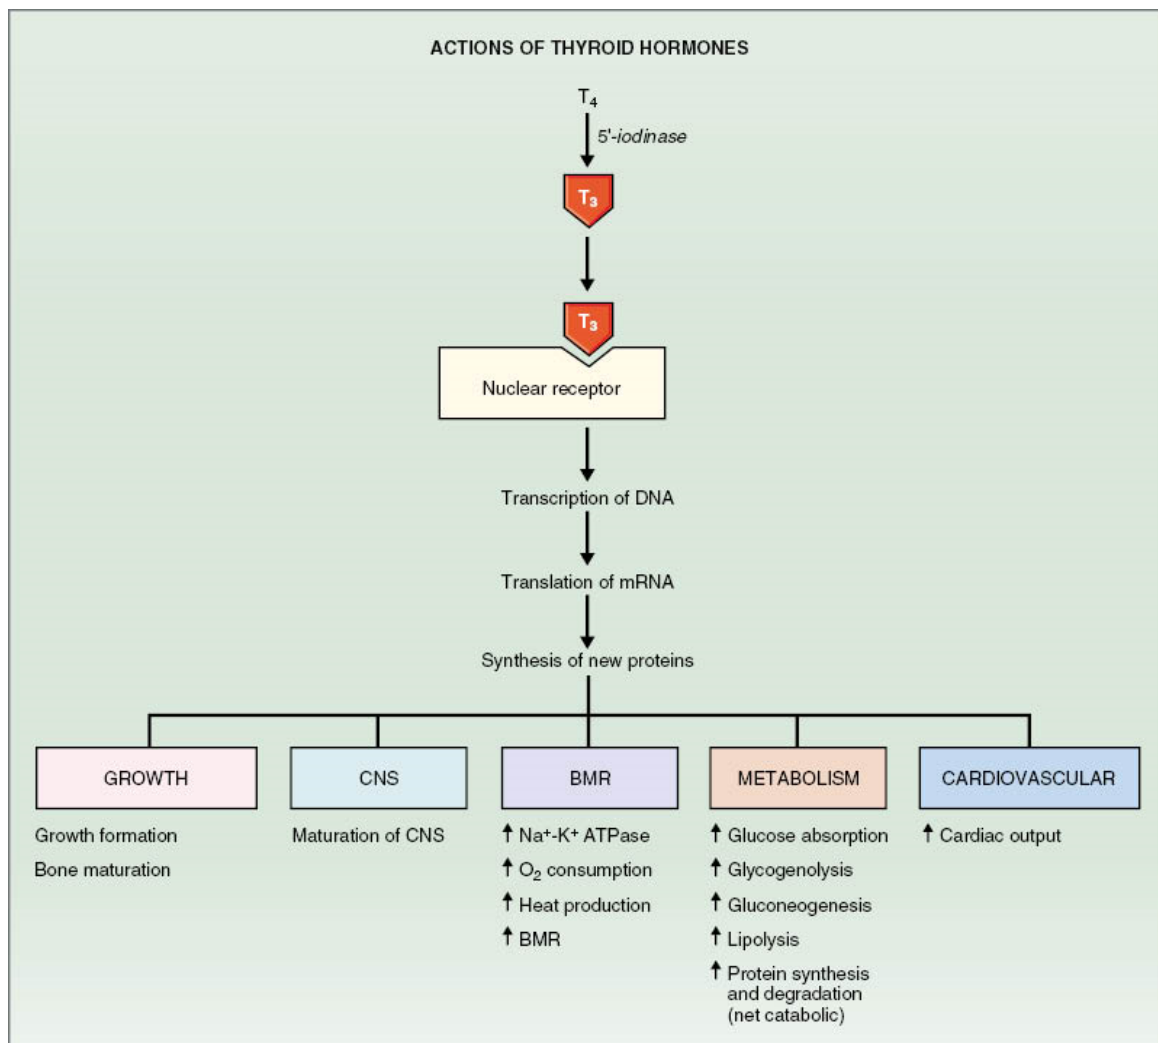 ACTIONS OF THYROID HORMONES
T₄
5'-iodinase
T₃
T₃
Nuclear receptor
Transcription of DNA
Translation of mRNA
Synthesis of new proteins
GROWTH
Growth formation
Bone maturation
CNS
Maturation of CNS
BMR
↑ Na⁺-K⁺ ATPase
↑ O₂ consumption
↑ Heat production
↑ BMR
METABOLISM
↑ Glucose absorption
↑ Glycogenolysis
↑ Gluconeogenesis
↑ Lipolysis
↑ Protein synthesis
and degradation
(net catabolic)
CARDIOVASCULAR
↑ Cardiac output